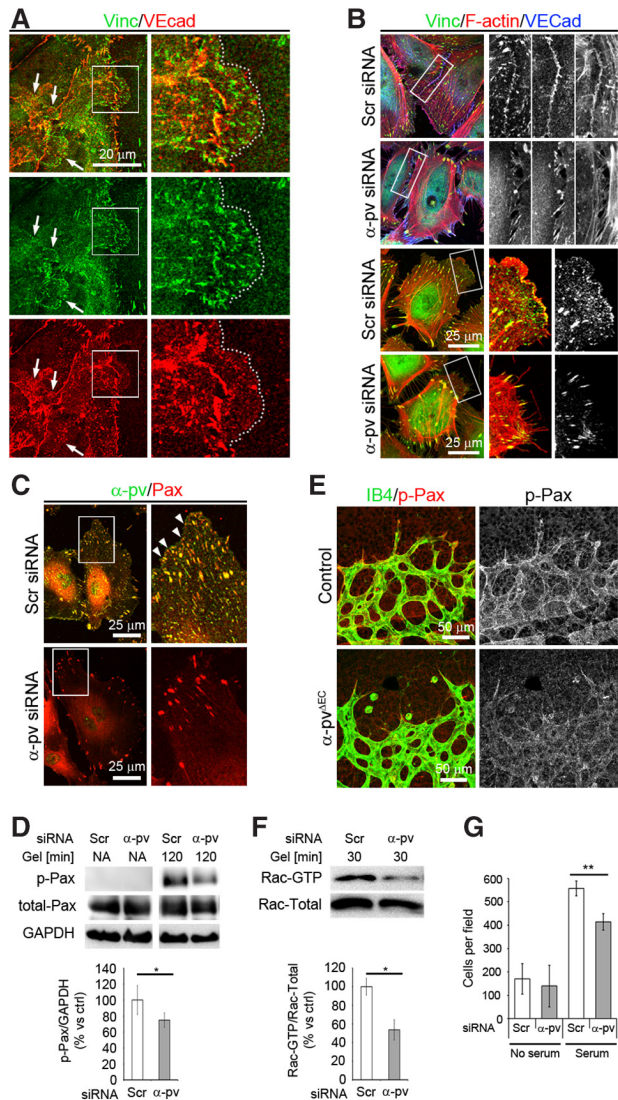 A
Vinc/VEcad
20 μm
B
Vinc/F-actin/VECad
Scr siRNA
α-pv siRNA
Scr siRNA
25 μm
α-pv siRNA
25 μm
C
α-pv/Pax
Scr siRNA
25 μm
α-pv siRNA
25 μm
E
IB4/p-Pax
p-Pax
Control
50 μm
α-pvΔEC
50 μm
D
siRNA Scr α-pv Scr α-pv
Gel [min] NA NA 120 120
p-Pax
total-Pax
GAPDH
p-Pax/GAPDH
(% vs ctrl)
140
120
100
80
60
40
20
0
*
siRNA Scr α-pv
F
siRNA Scr α-pv
Gel [min] 30 30
Rac-GTP
Rac-Total
Rac-GTP/Rac-Total
(% vs ctrl)
120
100
80
60
40
20
0
*
siRNA Scr α-pv
G
Cells per field
600
500
400
300
200
100
0
**
siRNA Scr α-pv Scr α-pv
No serum Serum